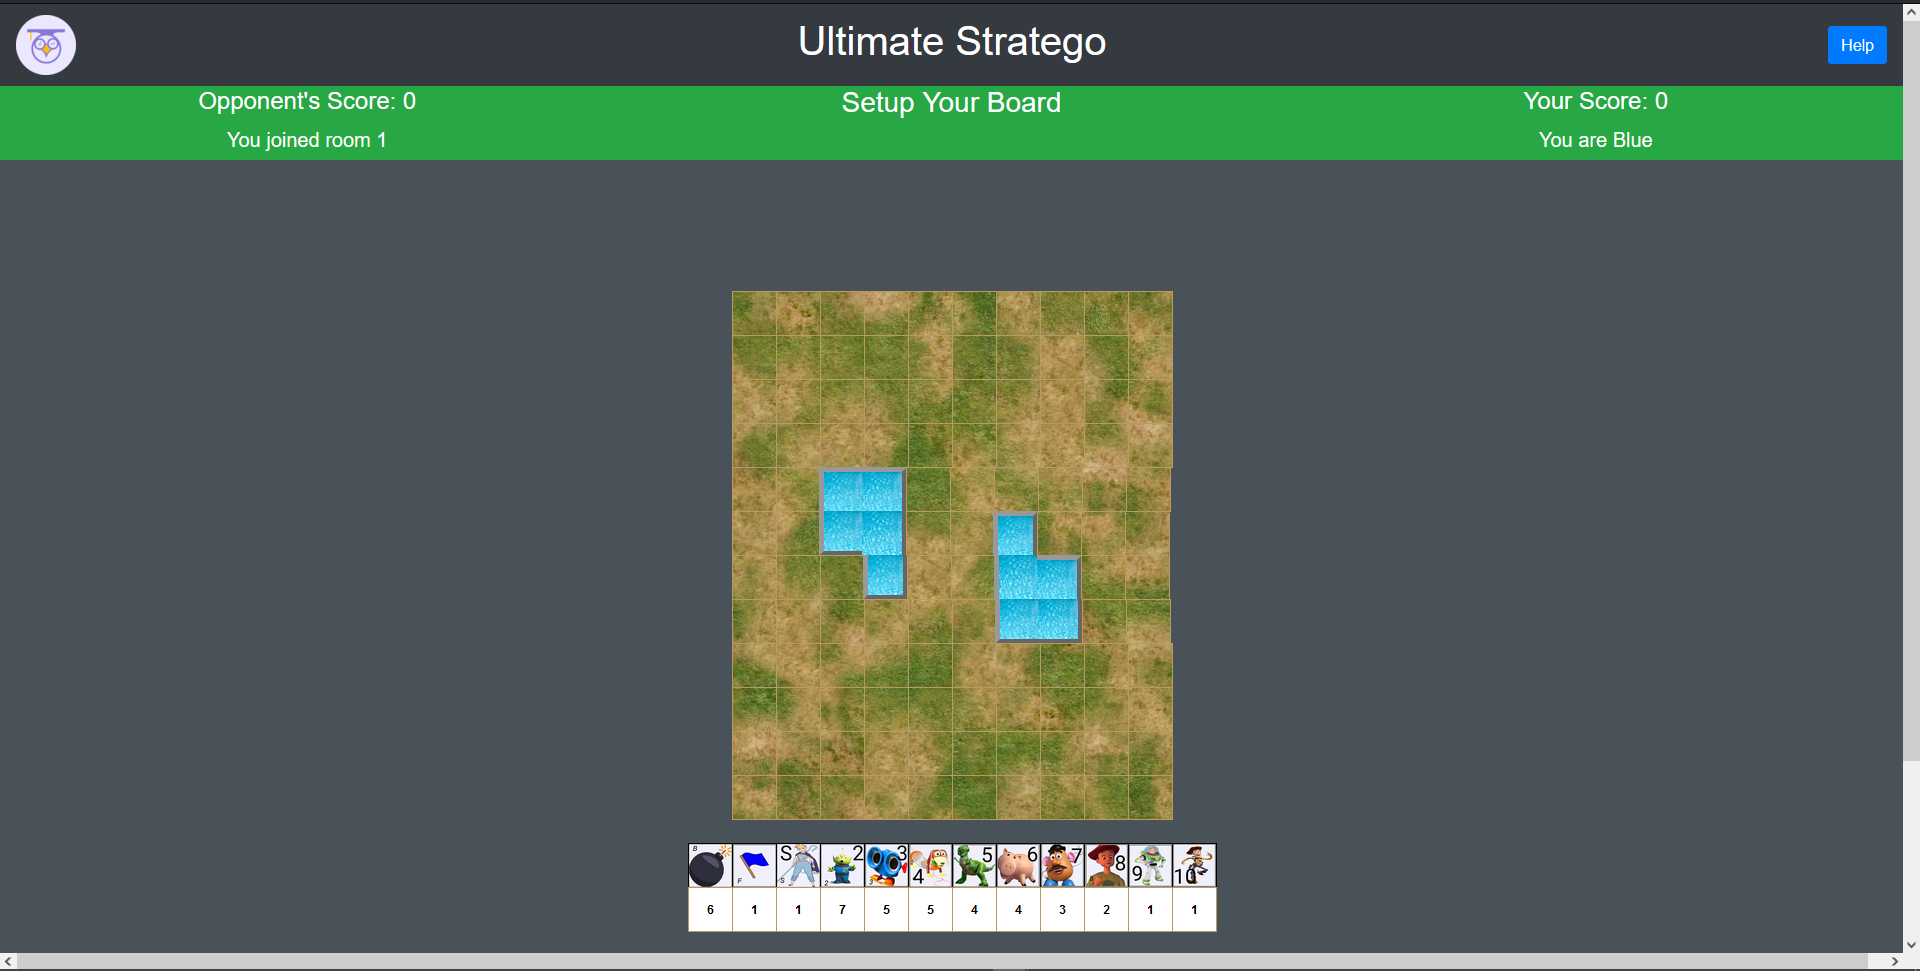 Ultimate Stratego
Help
Opponent's Score: 0
Setup Your Board
Your Score: 0
You joined room 1
You are Blue
B F S S 2 2 3 3 4 5 6 7 8 9 10
6 1 1 7 5 5 4 4 3 2 1 1